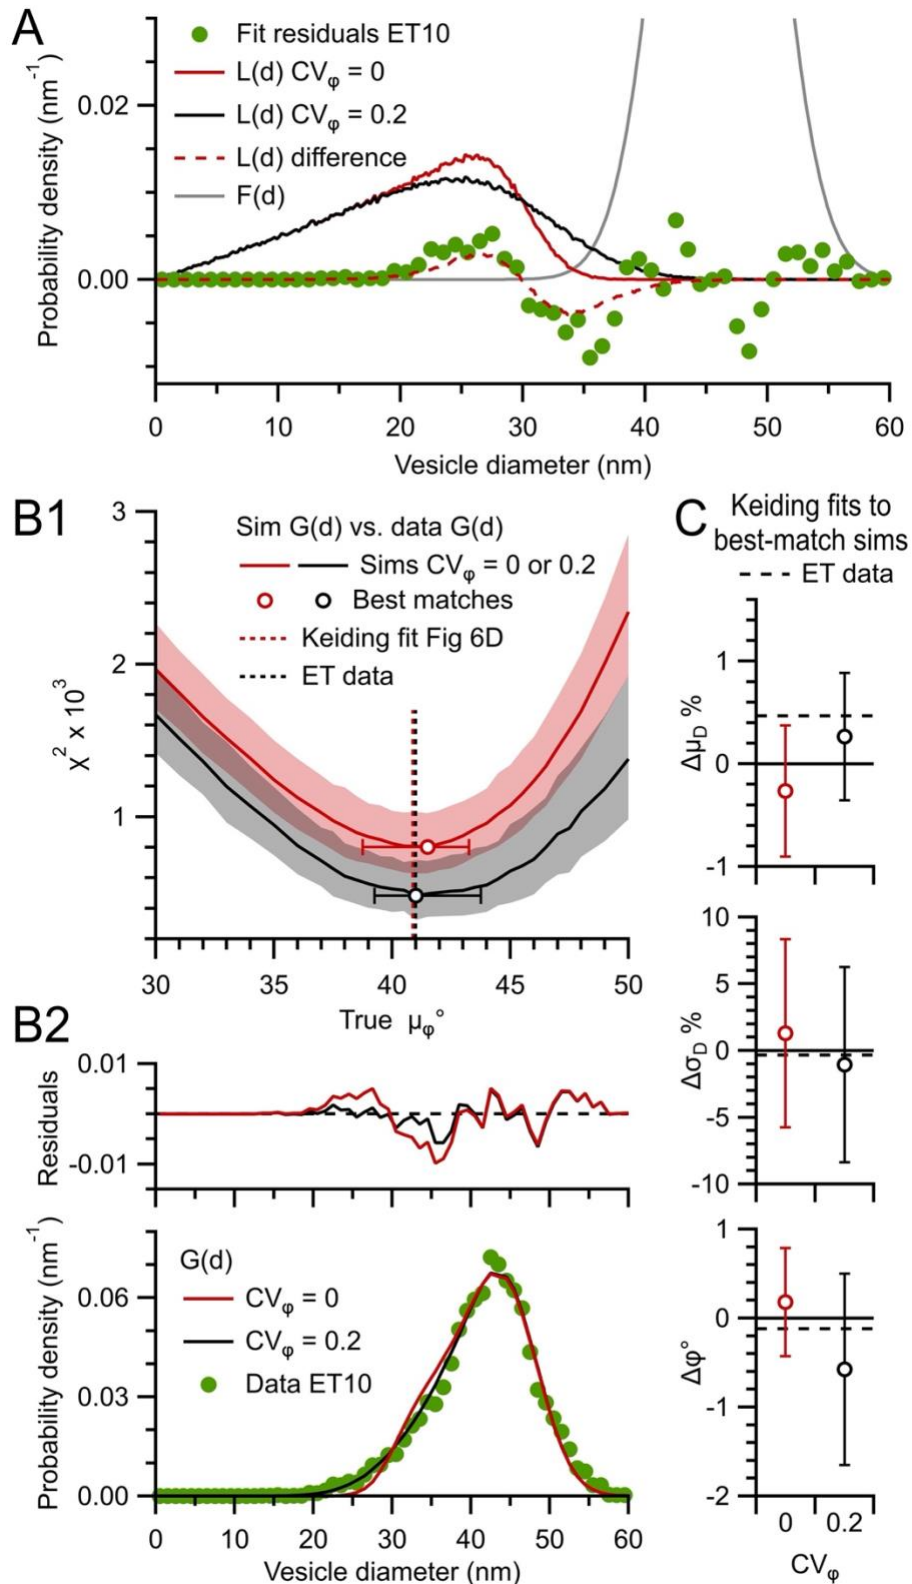 A
Fit residuals ET10
L(d) CVφ = 0
L(d) CVφ = 0.2
L(d) difference
F(d)
Probability density (nm⁻¹)
0.02
0.00
0 10 20 30 40 50 60
Vesicle diameter (nm)
B1
Sim G(d) vs. data G(d)
Sims CVφ = 0 or 0.2
Best matches
Keiding fit Fig 6D
ET data
χ² x 10³
3
2
1
30 35 40 45 50
True μφ°
B2
Residuals
0.01
-0.01
Probability density (nm⁻¹)
G(d)
CVφ = 0
CVφ = 0.2
Data ET10
0.06
0.03
0.00
0 10 20 30 40 50 60
Vesicle diameter (nm)
C
Keiding fits to
best-match sims
ET data
ΔμD %
1
0
-1
ΔσD %
10
5
0
-5
-10
Δφ°
1
0
-1
-2
0 0.2
CVφ